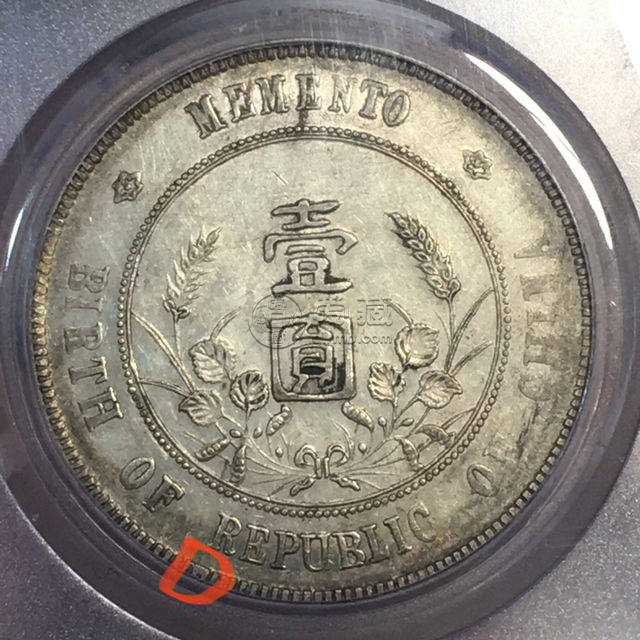 MEMENTO
壹
圓
BIRTH OF REPUBLIC OF CHINA
D